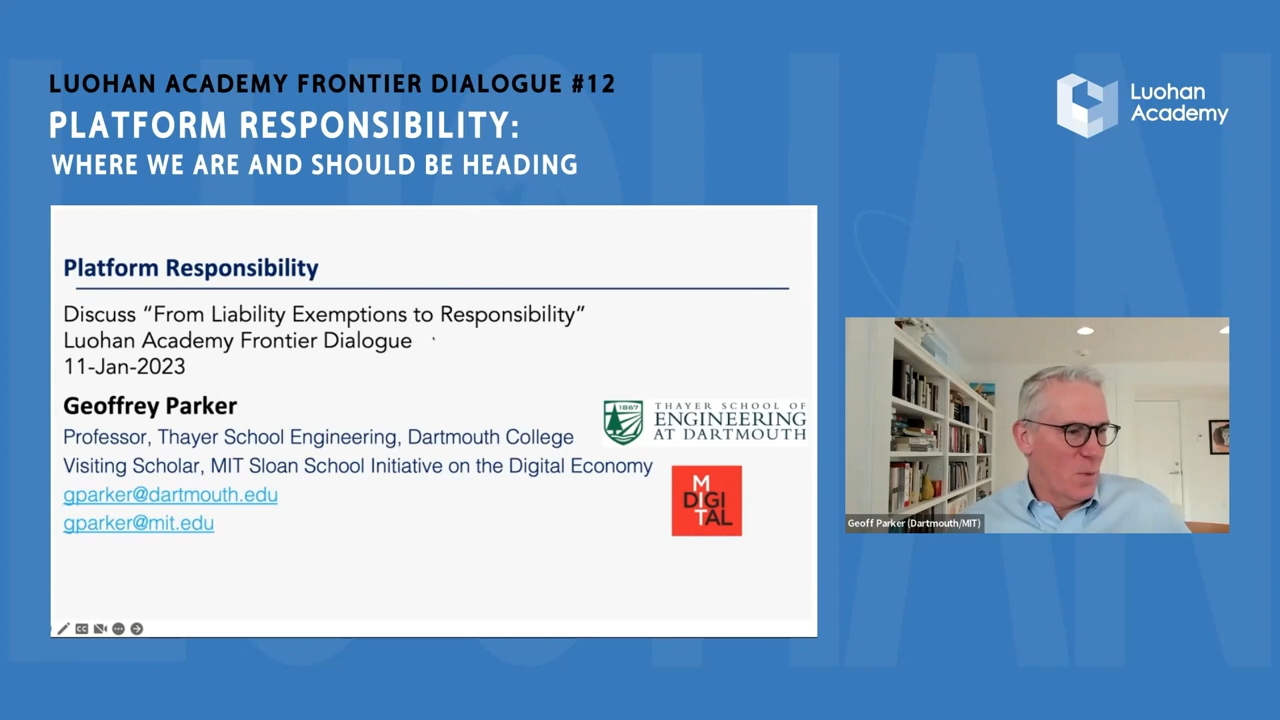 LUOHAN ACADEMY FRONTIER DIALOGUE #12
PLATFORM RESPONSIBILITY:
WHERE WE ARE AND SHOULD BE HEADING
Luohan
Academy
Platform Responsibility
Discuss “From Liability Exemptions to Responsibility”
Luohan Academy Frontier Dialogue
11-Jan-2023
Geoffrey Parker
Professor, Thayer School Engineering, Dartmouth College
Visiting Scholar, MIT Sloan School Initiative on the Digital Economy
gparker@dartmouth.edu
gparker@mit.edu
1867
THAYER SCHOOL OF
ENGINEERING
AT DARTMOUTH
M
DIGI
TAL
CC
Geoff Parker (Dartmouth/MIT)
LUOHAN